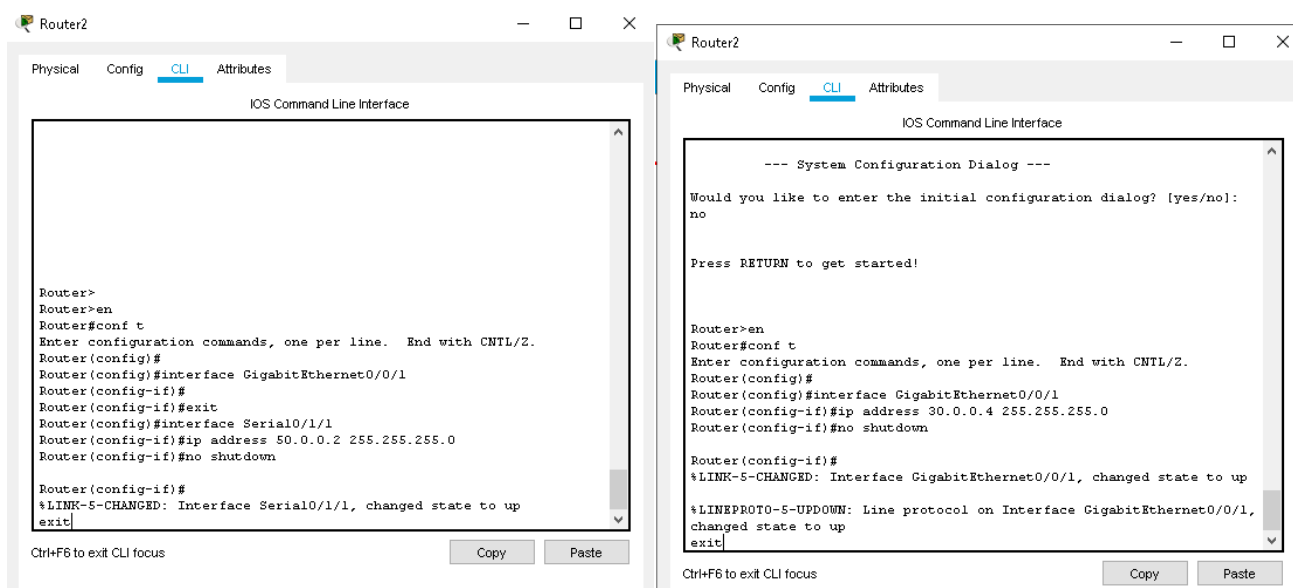 Router2
Physical Config CLI Attributes
IOS Command Line Interface
Router>
Router>en
Router#conf t
Enter configuration commands, one per line.  End with CNTL/Z.
Router(config)#
Router(config)#interface GigabitEthernet0/0/1
Router(config-if)#
Router(config-if)#exit
Router(config)#interface Serial0/1/1
Router(config-if)#ip address 50.0.0.2 255.255.255.0
Router(config-if)#no shutdown
Router(config-if)#
%LINK-5-CHANGED: Interface Serial0/1/1, changed state to up
exit
Ctrl+F6 to exit CLI focus
Copy Paste
Router2
Physical Config CLI Attributes
IOS Command Line Interface
--- System Configuration Dialog ---
Would you like to enter the initial configuration dialog? [yes/no]:
no
Press RETURN to get started!
Router>en
Router#conf t
Enter configuration commands, one per line.  End with CNTL/Z.
Router(config)#
Router(config)#interface GigabitEthernet0/0/1
Router(config-if)#ip address 30.0.0.4 255.255.255.0
Router(config-if)#no shutdown
Router(config-if)#
%LINK-5-CHANGED: Interface GigabitEthernet0/0/1, changed state to up
%LINEPROTO-5-UPDOWN: Line protocol on Interface GigabitEthernet0/0/1,
changed state to up
exit
Ctrl+F6 to exit CLI focus
Copy Paste